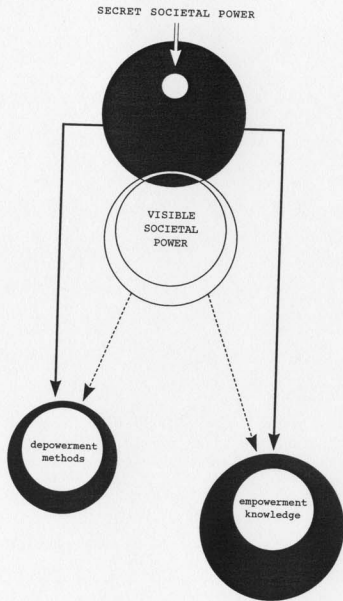 SECRET SOCIETAL POWER
VISIBLE
SOCIETAL
POWER
depowerment
methods
empowerment
knowledge